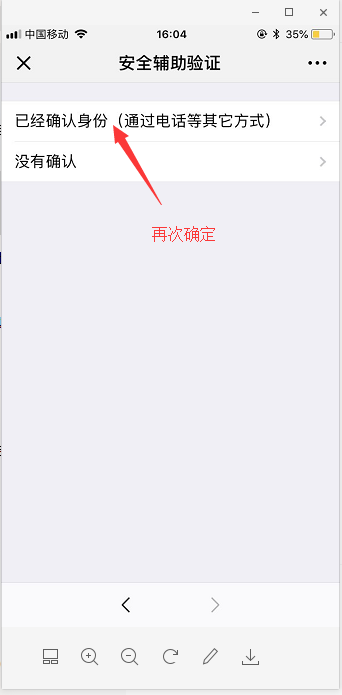 中国移动 16:04 35%
安全辅助验证
已经确认身份（通过电话等其它方式）
没有确认
再次确定